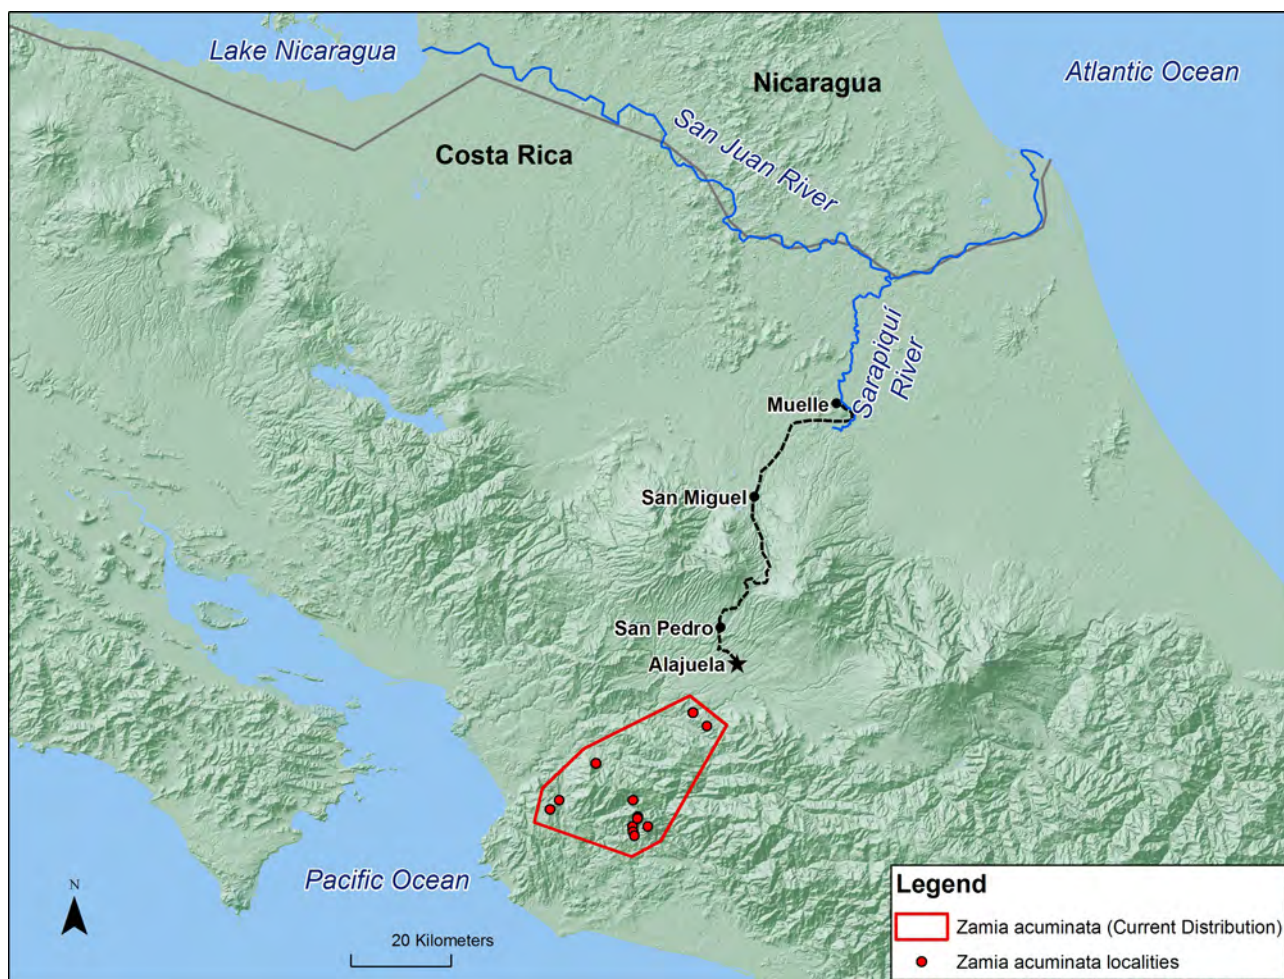 Lake Nicaragua
Nicaragua
Atlantic Ocean
Costa Rica
San Juan River
Sarapiquí
River
Muelle
San Miguel
San Pedro
Alajuela
Pacific Ocean
N
20 Kilometers
Legend
Zamia acuminata (Current Distribution)
Zamia acuminata localities